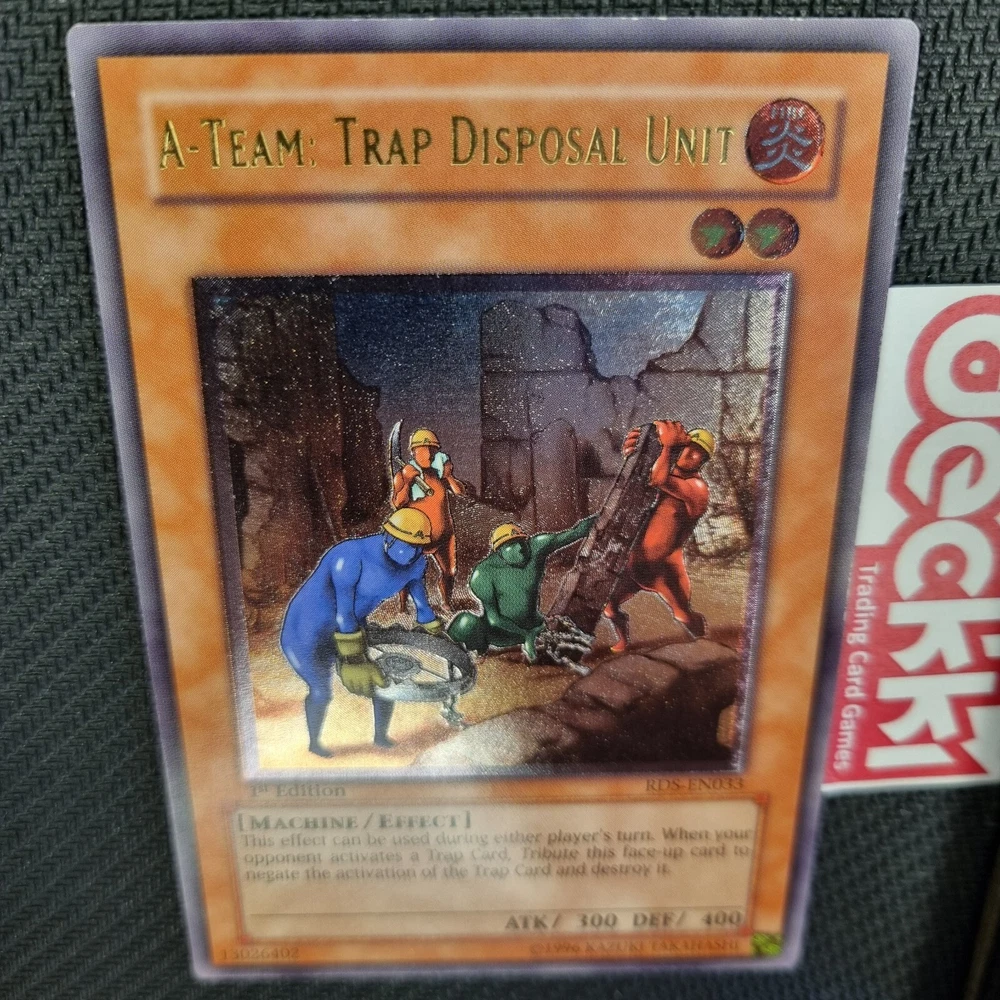 A-TEAM: TRAP DISPOSAL UNIT
FIRE
炎
1st Edition
RDS-EN033
[MACHINE/EFFECT]
This effect can be used during either player's turn. When your
opponent activates a Trap Card, Tribute this face-up card to
negate the activation of the Trap Card and destroy it.
ATK/ 300 DEF/ 400
13026402
©1996 KAZUKI TAKAHASHI
Trading Card Games